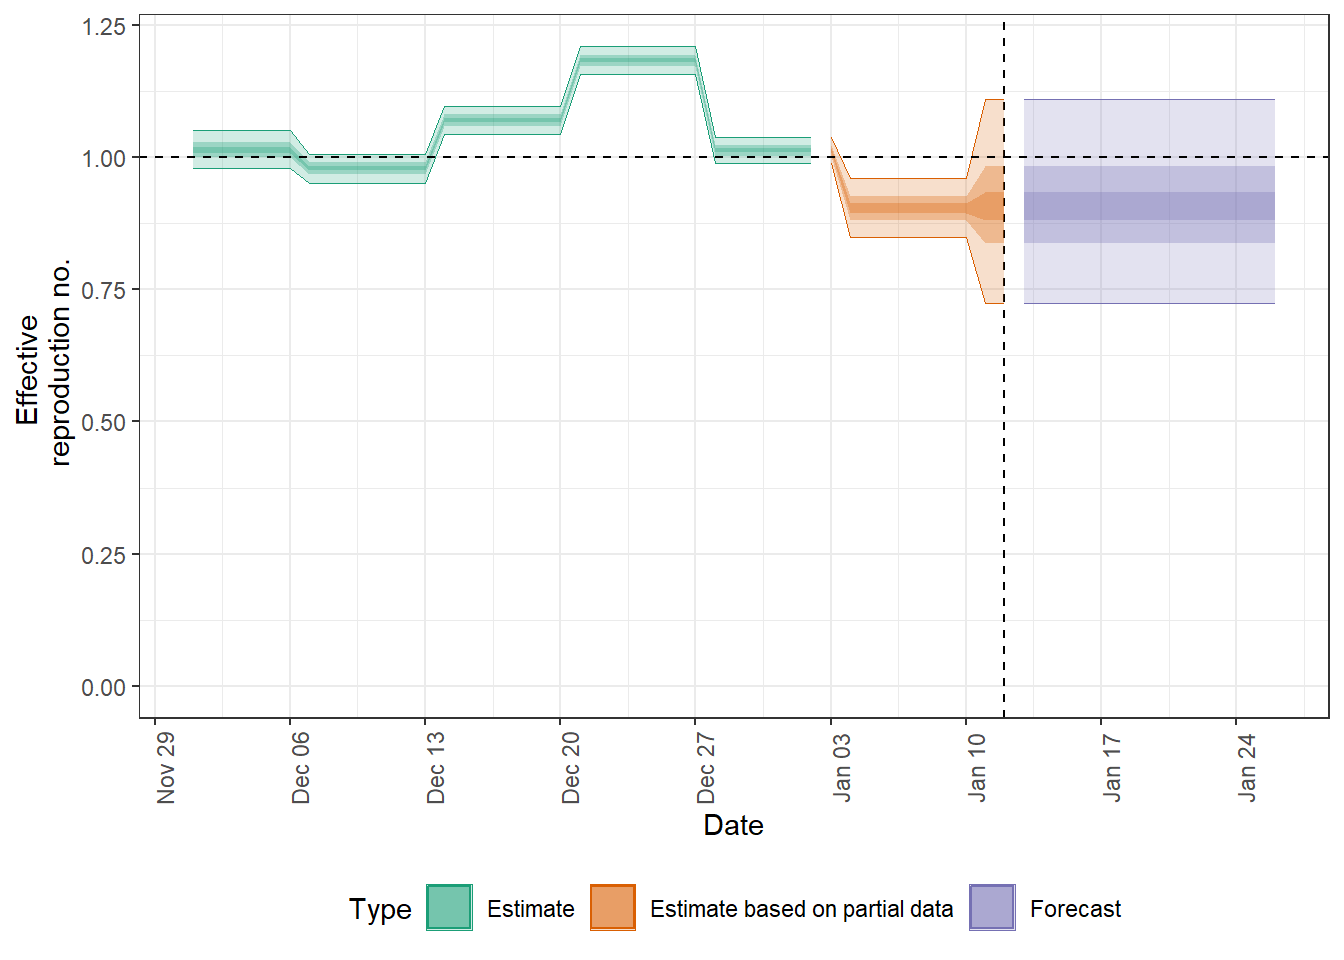 1.25
1.00
0.75
0.50
0.25
0.00
Effective
reproduction no.
Nov 29
Dec 06
Dec 13
Dec 20
Dec 27
Jan 03
Jan 10
Jan 17
Jan 24
Date
Type Estimate Estimate based on partial data Forecast